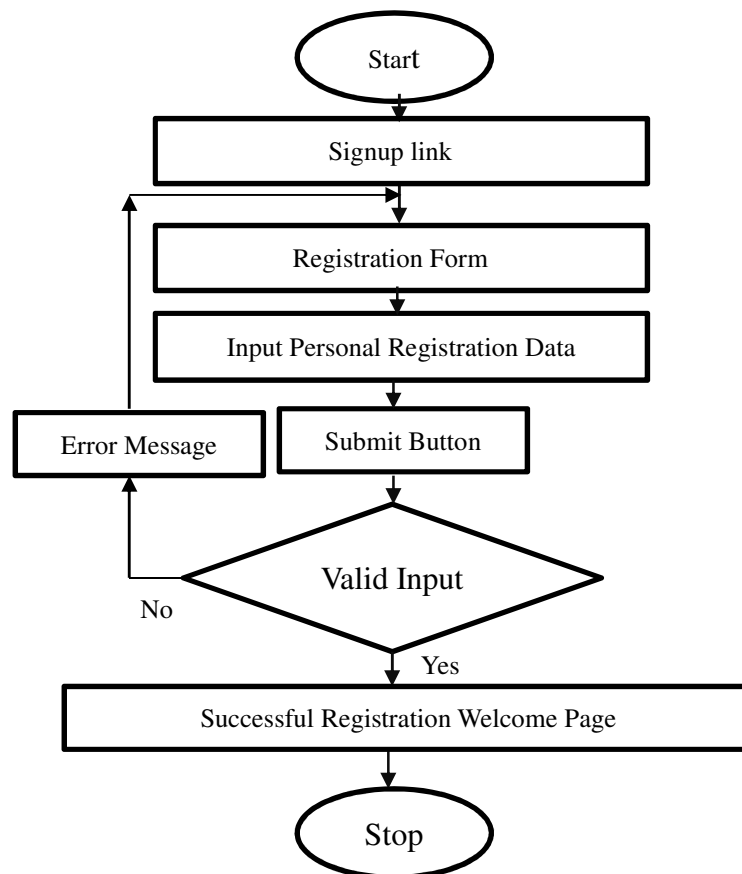 Start
Signup link
Registration Form
Input Personal Registration Data
Error Message
Submit Button
Valid Input
No
Yes
Successful Registration Welcome Page
Stop